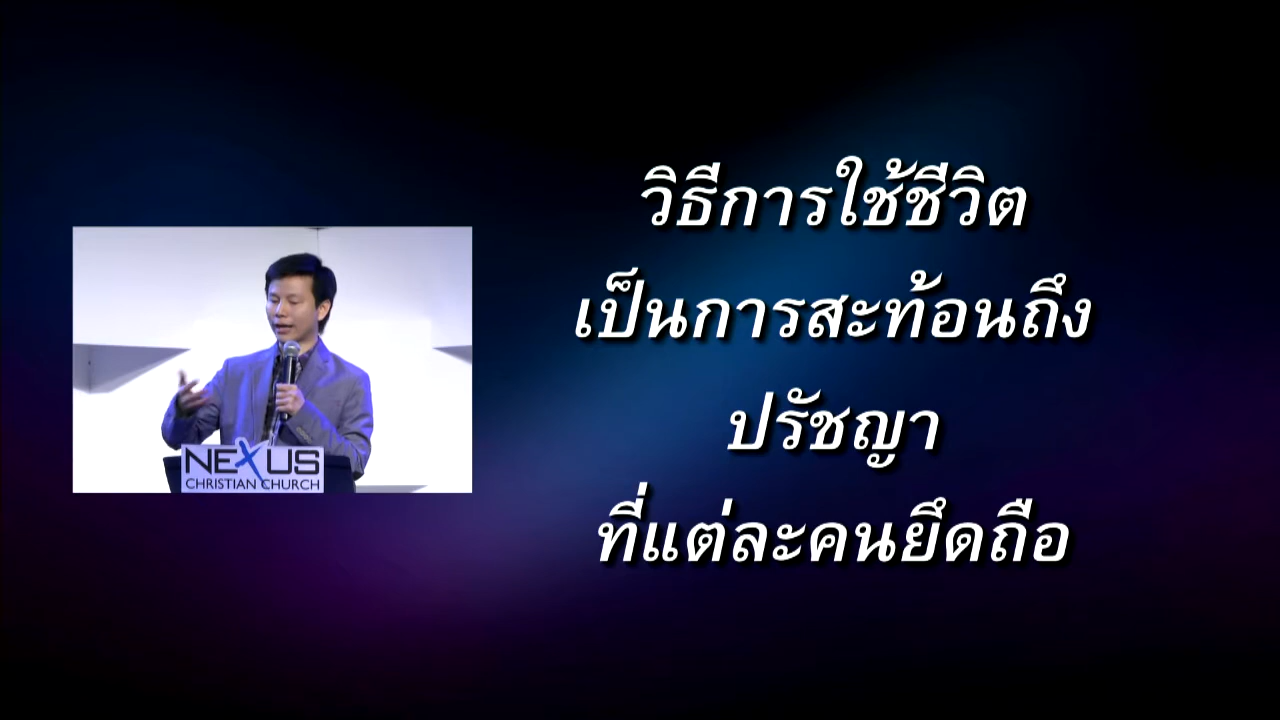 วิธีการใช้ชีวิต
เป็นการสะท้อนถึง
ปรัชญา
ที่แต่ละคนยึดถือ
NEXUS
CHRISTIAN CHURCH